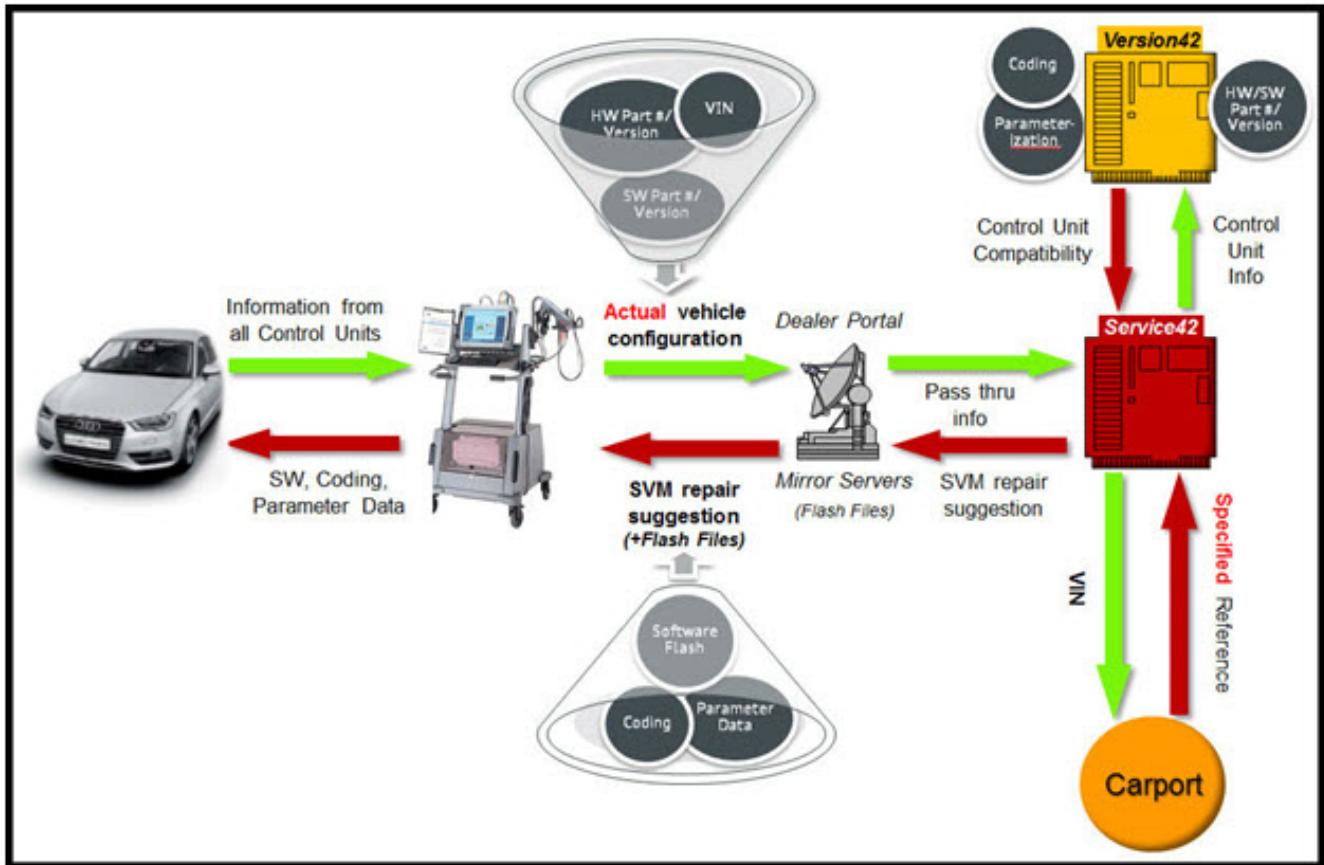 Version42
Coding
Parameter-
ization
HW/SW
Part #/
Version
HW Part #/
Version
VIN
SW Part #/
Version
Control Unit
Compatibility
Control
Unit
Info
Information from
all Control Units
Actual vehicle
configuration
Dealer Portal
Service42
Pass thru
info
SW, Coding,
Parameter Data
SVM repair
suggestion
(+Flash Files)
Mirror Servers
(Flash Files)
SVM repair
suggestion
VIN
Specified Reference
Software
Flash
Coding
Parameter
Data
Carport